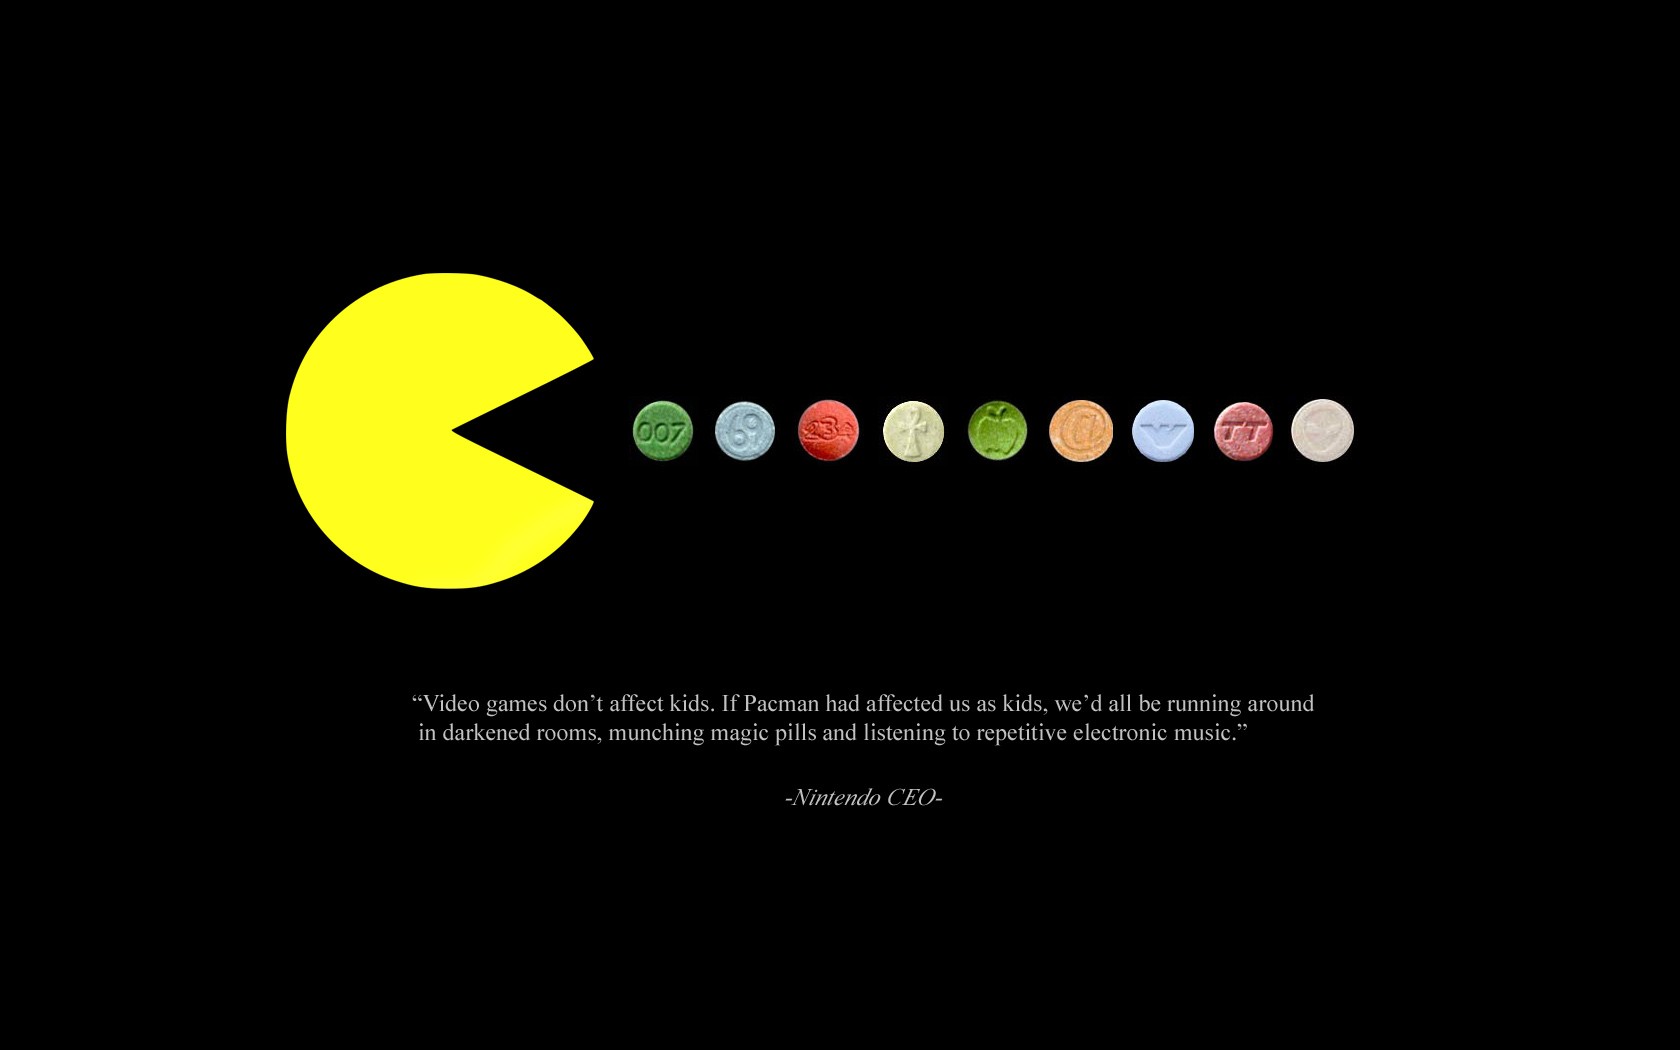 007 69 23 @ TT
“Video games don’t affect kids. If Pacman had affected us as kids, we’d all be running around
in darkened rooms, munching magic pills and listening to repetitive electronic music.”
-Nintendo CEO-